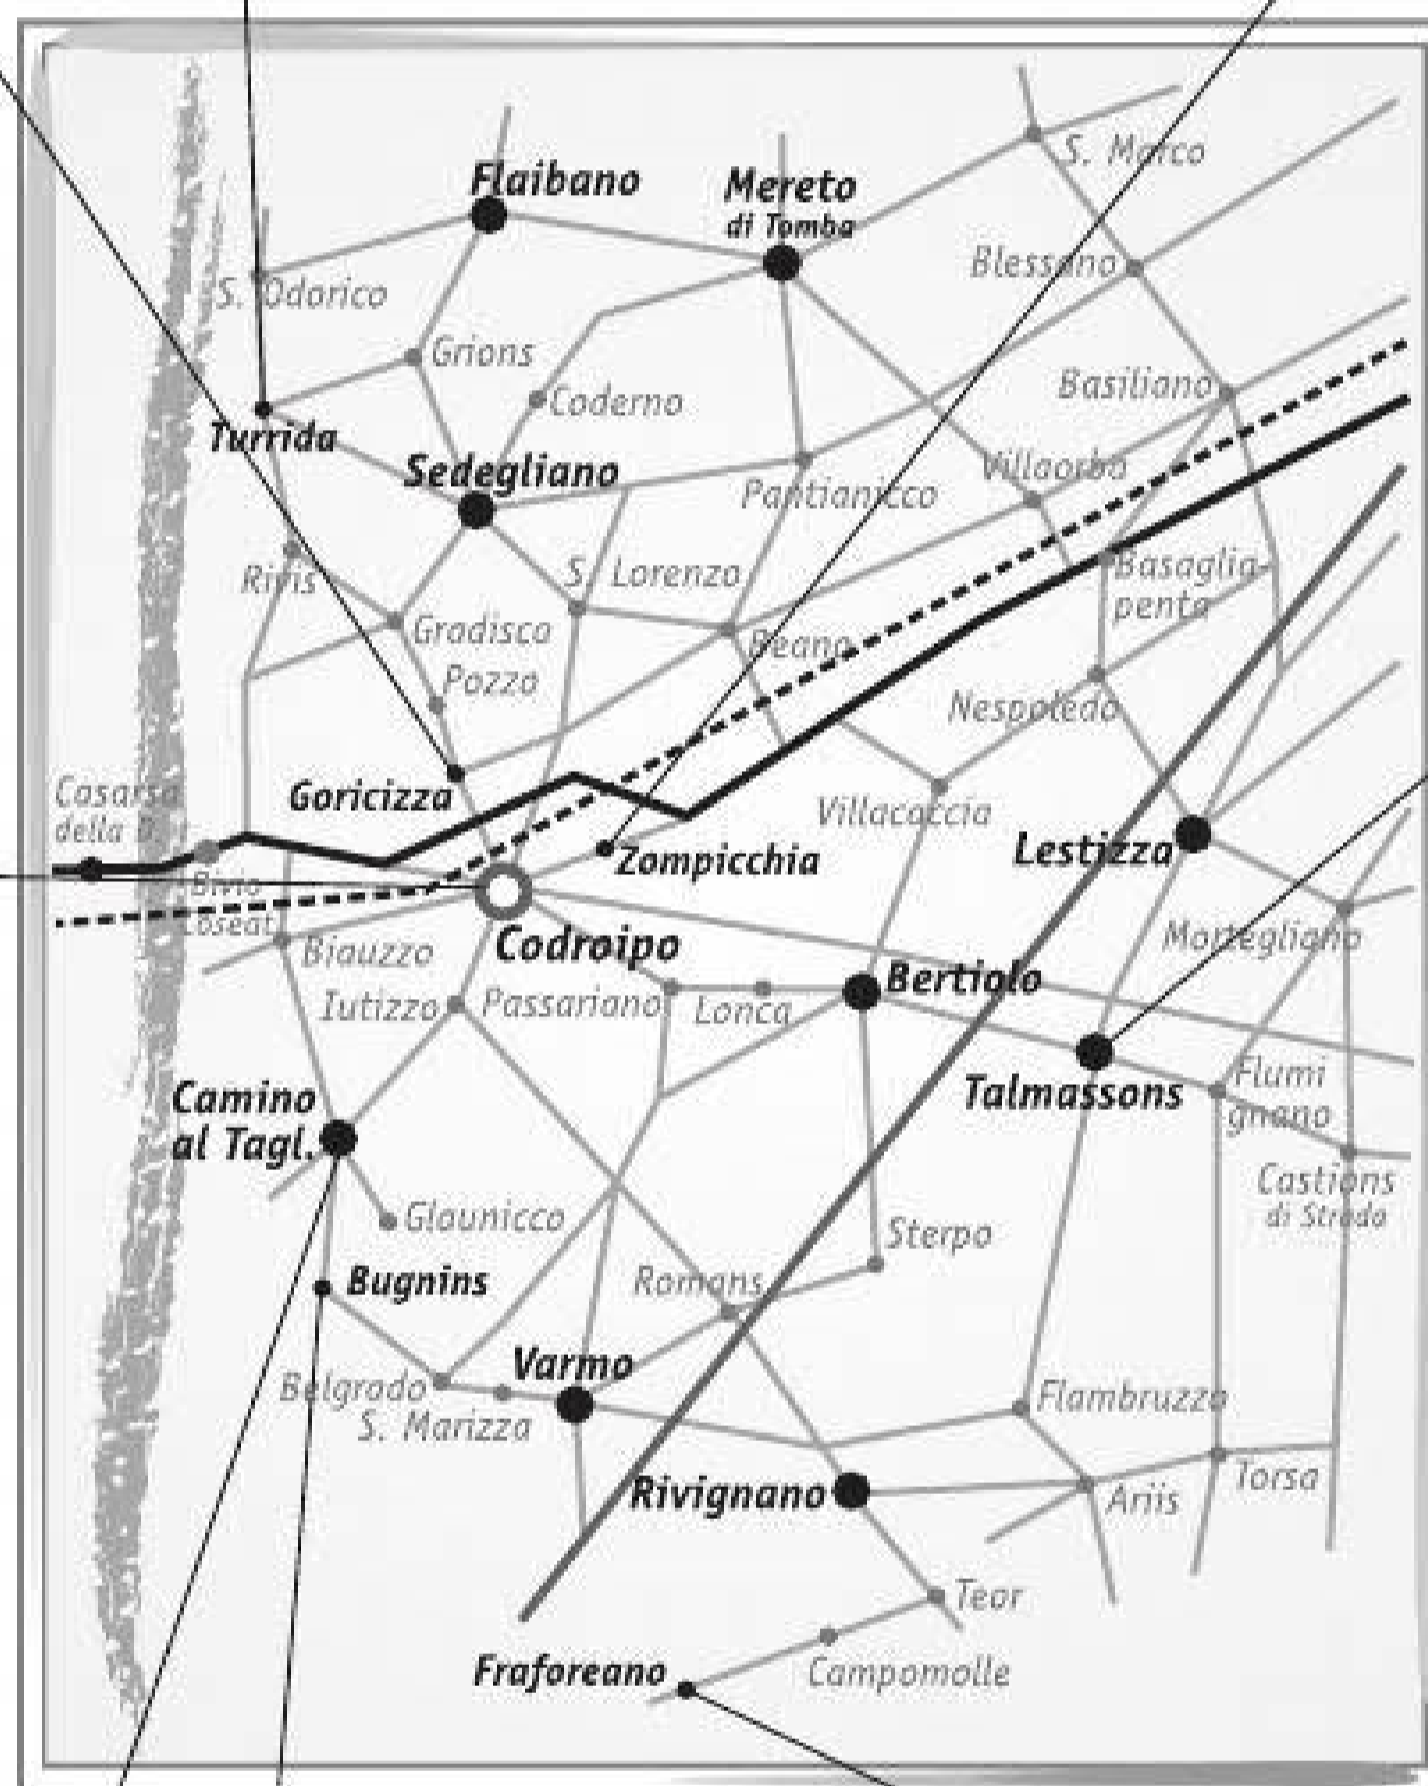 S. Marco
Flaibano
Mereto
di Tomba
Blessano
S. Odorico
Grions
Coderno
Basiliano
Turrida
Sedegliano
Villaorba
Pantianicco
Rivis
S. Lorenzo
Basaglia-
penta
Gradisca
Beano
Pozzo
Nespoledo
Goricizza
Casarsa
della D.
Villacaccia
Lestizza
Zompicchia
Bivio
Coseat
Codroipo
Biauzzo
Mortegliano
Bertiolo
Iutizzo
Passariano
Lonca
Flumi
gnano
Talmassons
Camino
al Tagl.
Castions
di Strada
Glaunicco
Sterpo
Bugnins
Romans
Varmo
Belgrado
S. Marizza
Flambruzzo
Rivignano
Torsa
Ariis
Teor
Fraforeano
Campomolle